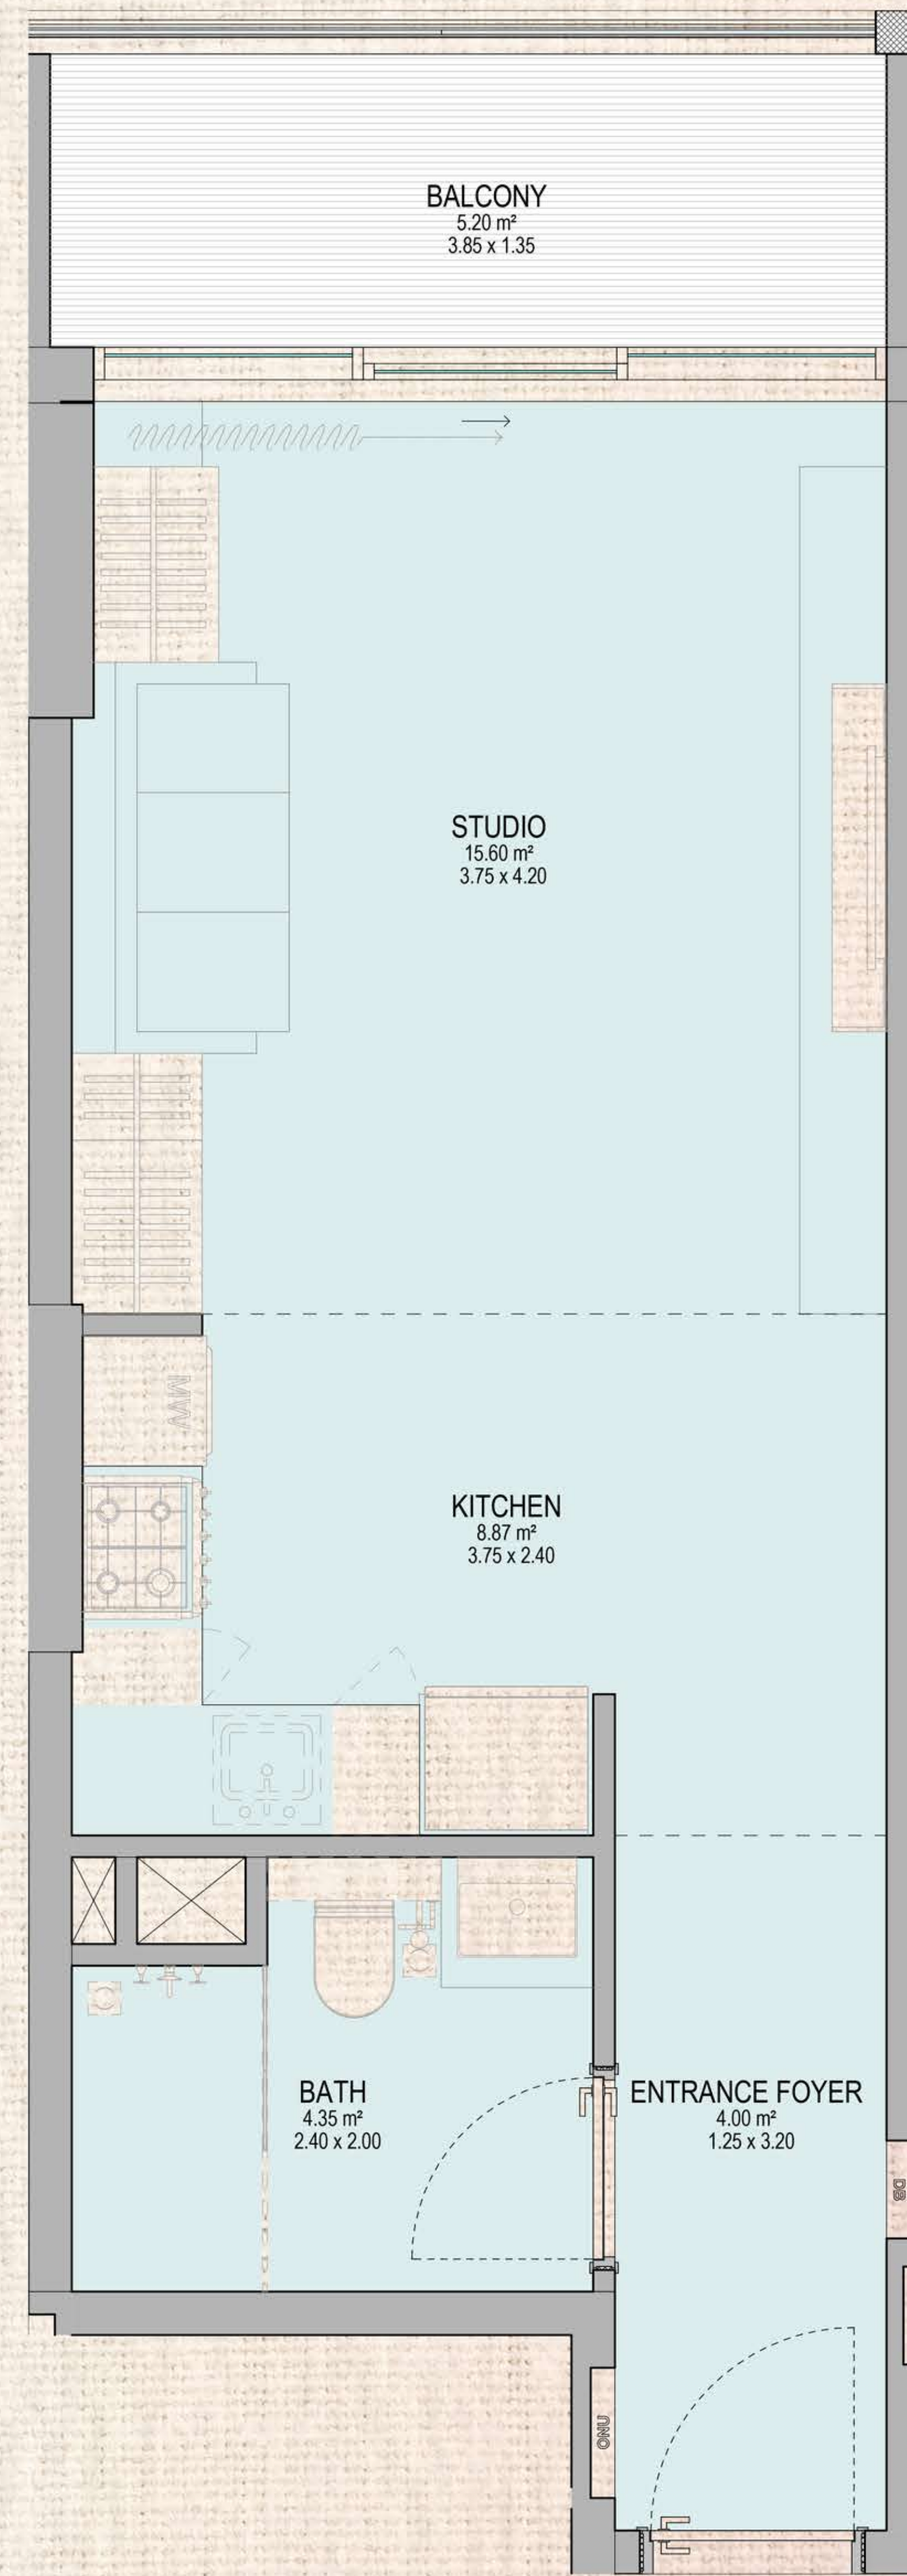 BALCONY
5.20 m²
3.85 x 1.35
STUDIO
15.60 m²
3.75 x 4.20
MW
KITCHEN
8.87 m²
3.75 x 2.40
BATH
4.35 m²
2.40 x 2.00
ENTRANCE FOYER
4.00 m²
1.25 x 3.20
DB
ONU